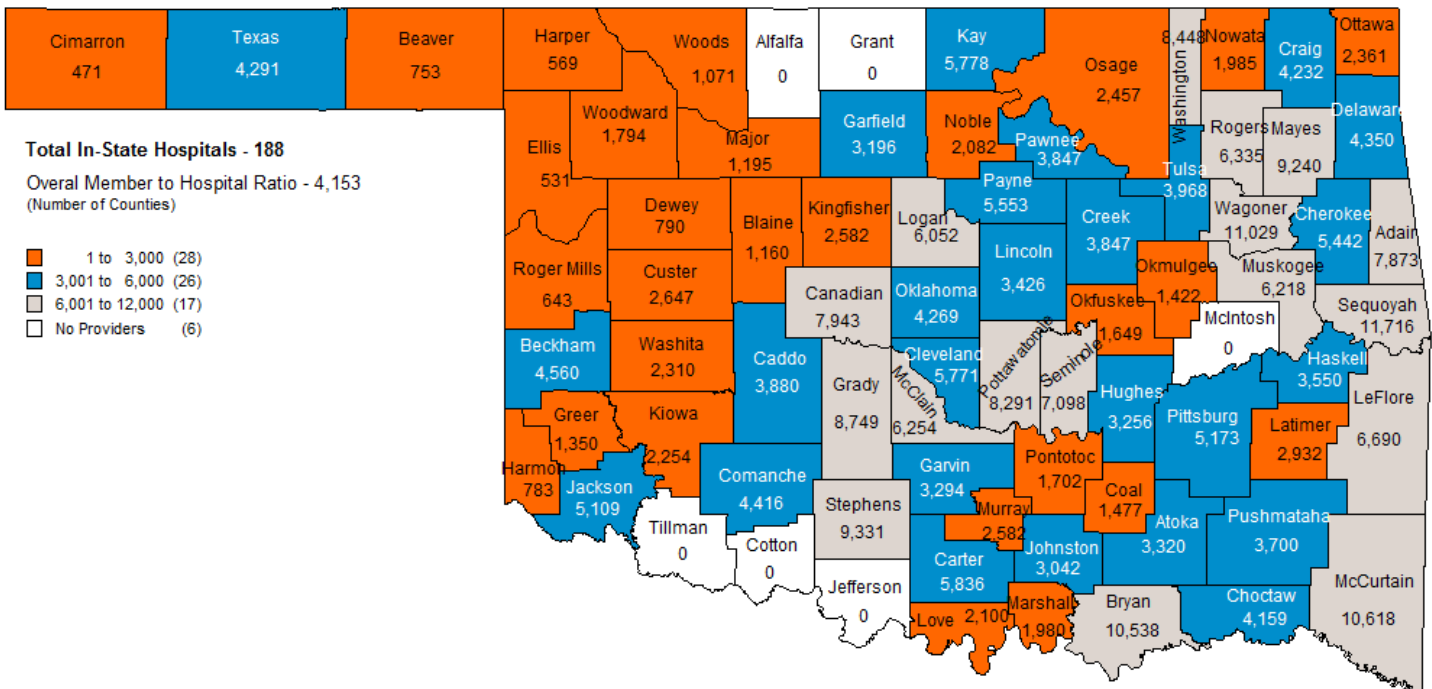 Cimarron
471
Texas
4,291
Beaver
753
Harper
569
Woods
1,071
Alfalfa
0
Grant
0
Kay
5,778
Osage
2,457
Washington
8,448
Nowata
1,985
Craig
4,232
Ottawa
2,361
Total In-State Hospitals - 188
Overal Member to Hospital Ratio - 4,153
(Number of Counties)
1 to 3,000 (28)
3,001 to 6,000 (26)
6,001 to 12,000 (17)
No Providers (6)
Ellis
531
Woodward
1,794
Major
1,195
Garfield
3,196
Noble
2,082
Pawnee
3,847
Tulsa
3,968
Rogers
6,335
Mayes
9,240
Delaware
4,350
Dewey
790
Blaine
1,160
Kingfisher
2,582
Logan
6,052
Payne
5,553
Creek
3,847
Wagoner
11,029
Cherokee
5,442
Adair
7,873
Roger Mills
643
Custer
2,647
Canadian
7,943
Oklahoma
4,269
Lincoln
3,426
Okfuskee
1,649
Okmulgee
1,422
Muskogee
6,218
McIntosh
0
Sequoyah
11,716
Beckham
4,560
Washita
2,310
Caddo
3,880
Grady
8,749
McClain
6,254
Cleveland
5,771
Pottawatomie
8,291
Seminole
7,098
Hughes
3,256
Pittsburg
5,173
Haskell
3,550
Latimer
2,932
LeFlore
6,690
Harmon
783
Greer
1,350
Kiowa
2,254
Jackson
5,109
Comanche
4,416
Stephens
9,331
Garvin
3,294
Murray
2,582
Pontotoc
1,702
Coal
1,477
Atoka
3,320
Pushmataha
3,700
McCurtain
10,618
Tillman
0
Cotton
0
Jefferson
0
Carter
5,836
Johnston
3,042
Love 2,100
Marshall
1,980
Bryan
10,538
Choctaw
4,159